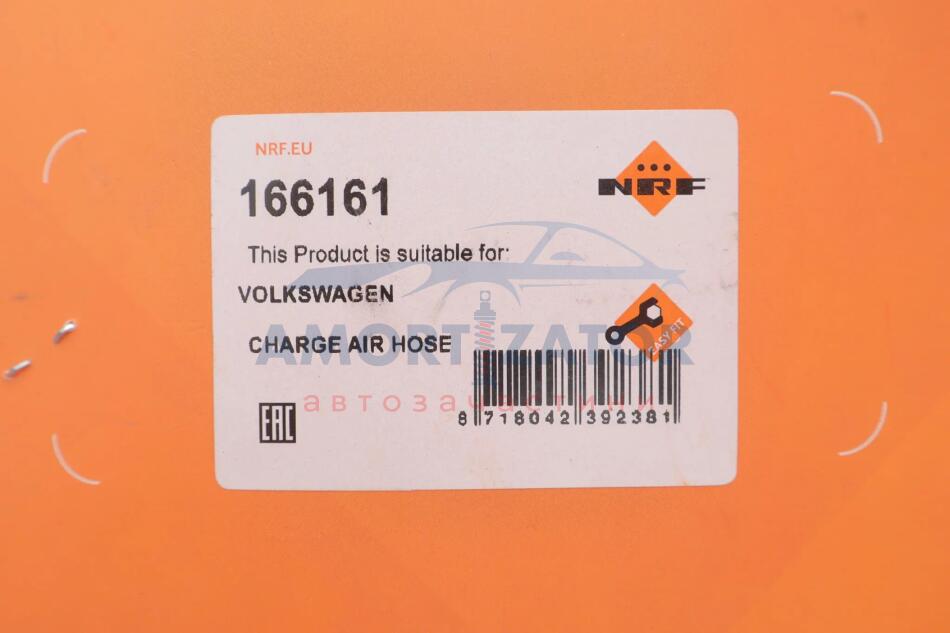 NRF.EU
166161
NRF
This Product is suitable for:
VOLKSWAGEN
AMORTIZATOR
EASY FIT
CHARGE AIR HOSE
автозапчастини
8 718042 392381
EAC